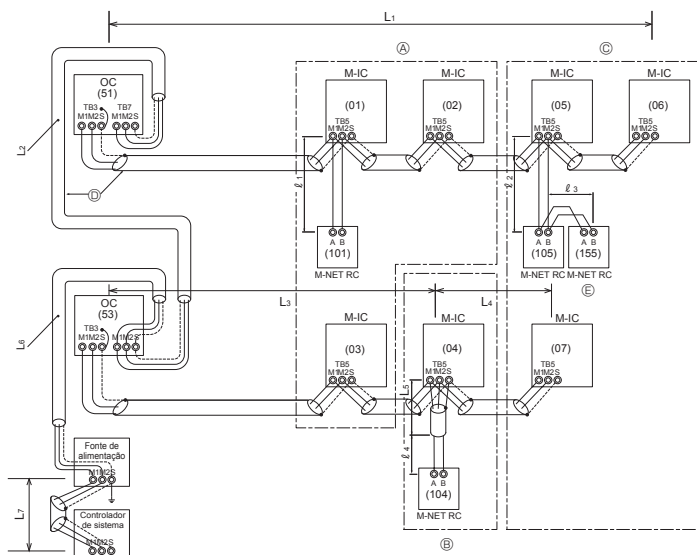 L1
Ⓐ
Ⓒ
M-IC
M-IC
M-IC
M-IC
OC
(51)
TB3
TB7
M1M2S
M1M2S
(01)
TB5
M1M2S
(02)
TB5
M1M2S
(05)
TB5
M1M2S
(06)
TB5
M1M2S
L2
Ⓓ
ℓ1
ℓ2
ℓ3
A B
(101)
M-NET RC
A B
(105)
M-NET RC
A B
(155)
M-NET RC
Ⓔ
L3
L4
OC
(53)
TB3
M1M2S
M1M2S
L6
M-IC
(03)
TB5
M1M2S
M-IC
(04)
TB5
M1M2S
M-IC
(07)
TB5
M1M2S
L5
ℓ4
A B
(104)
M-NET RC
Ⓑ
Fonte de
alimentação
M1M2S
L7
Controlador
de sistema
M1M2S